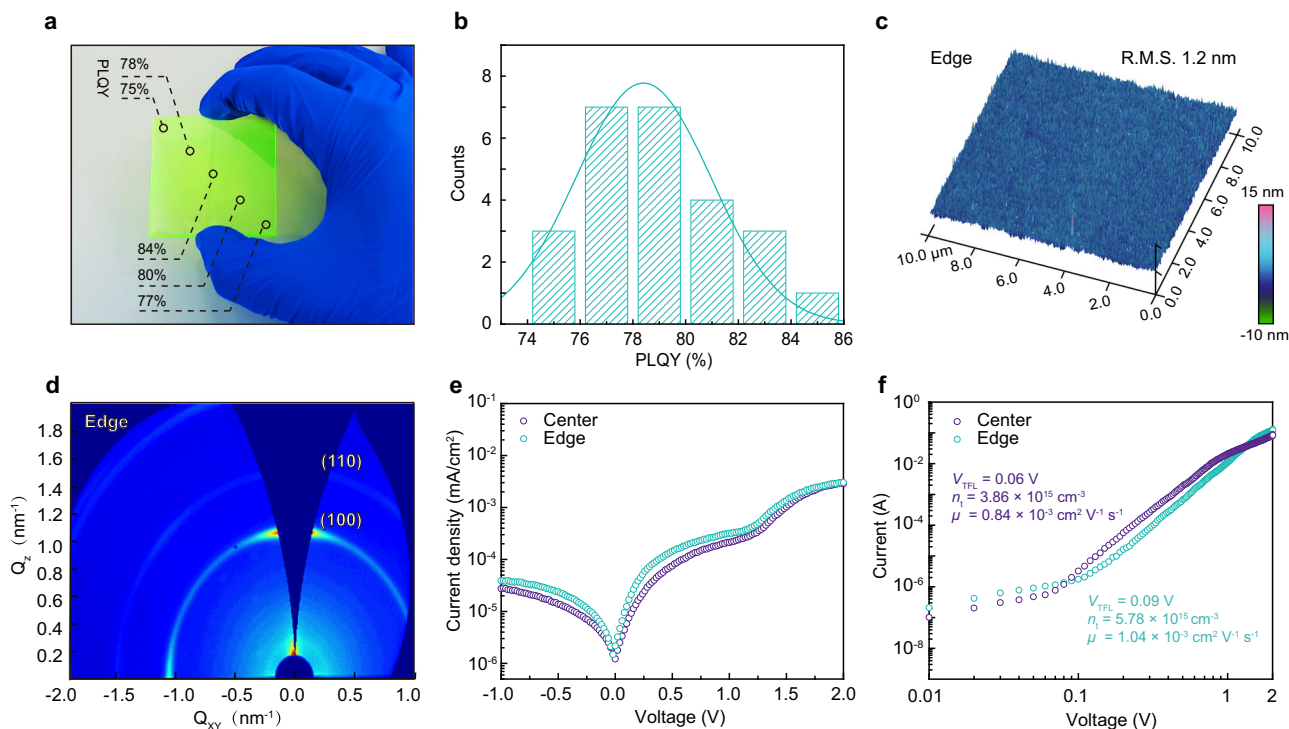 a
PLQY
78%
75%
84%
80%
77%
b
Counts
8
6
4
2
0
74 76 78 80 82 84 86
PLQY (%)
c
Edge R.M.S. 1.2 nm
10.0
8.0
6.0
4.0
2.0
0.0
10.0 µm 8.0 6.0 4.0 2.0 0.0
15 nm
-10 nm
d
Edge
(110)
(100)
Q_z (nm⁻¹)
1.8
1.6
1.4
1.2
1.0
0.8
0.6
0.4
0.2
-2.0 -1.5 -1.0 -0.5 0.0 0.5 1.0
Q_XY (nm⁻¹)
e
Center
Edge
Current density (mA/cm²)
10⁻¹
10⁻²
10⁻³
10⁻⁴
10⁻⁵
10⁻⁶
-1.0 -0.5 0.0 0.5 1.0 1.5 2.0
Voltage (V)
f
Center
Edge
Current (A)
10⁰
10⁻²
10⁻⁴
10⁻⁶
10⁻⁸
V_TFL = 0.06 V
n_t = 3.86 × 10¹⁵ cm⁻³
µ = 0.84 × 10⁻³ cm² V⁻¹ s⁻¹
V_TFL = 0.09 V
n_t = 5.78 × 10¹⁵ cm⁻³
µ = 1.04 × 10⁻³ cm² V⁻¹ s⁻¹
0.01 0.1 1 2
Voltage (V)